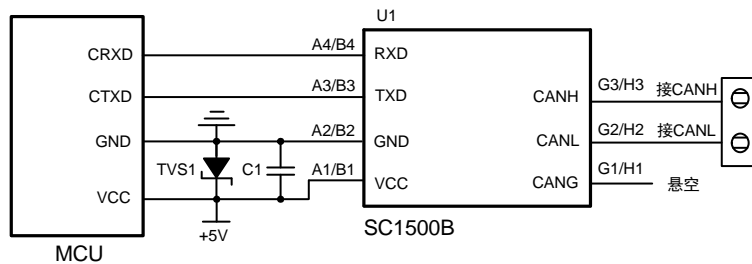 U1
CRXD A4/B4 RXD
CTXD A3/B3 TXD CANH G3/H3 接CANH
GND A2/B2 GND CANL G2/H2 接CANL
TVS1 C1
VCC A1/B1 VCC CANG G1/H1 悬空
+5V
MCU SC1500B